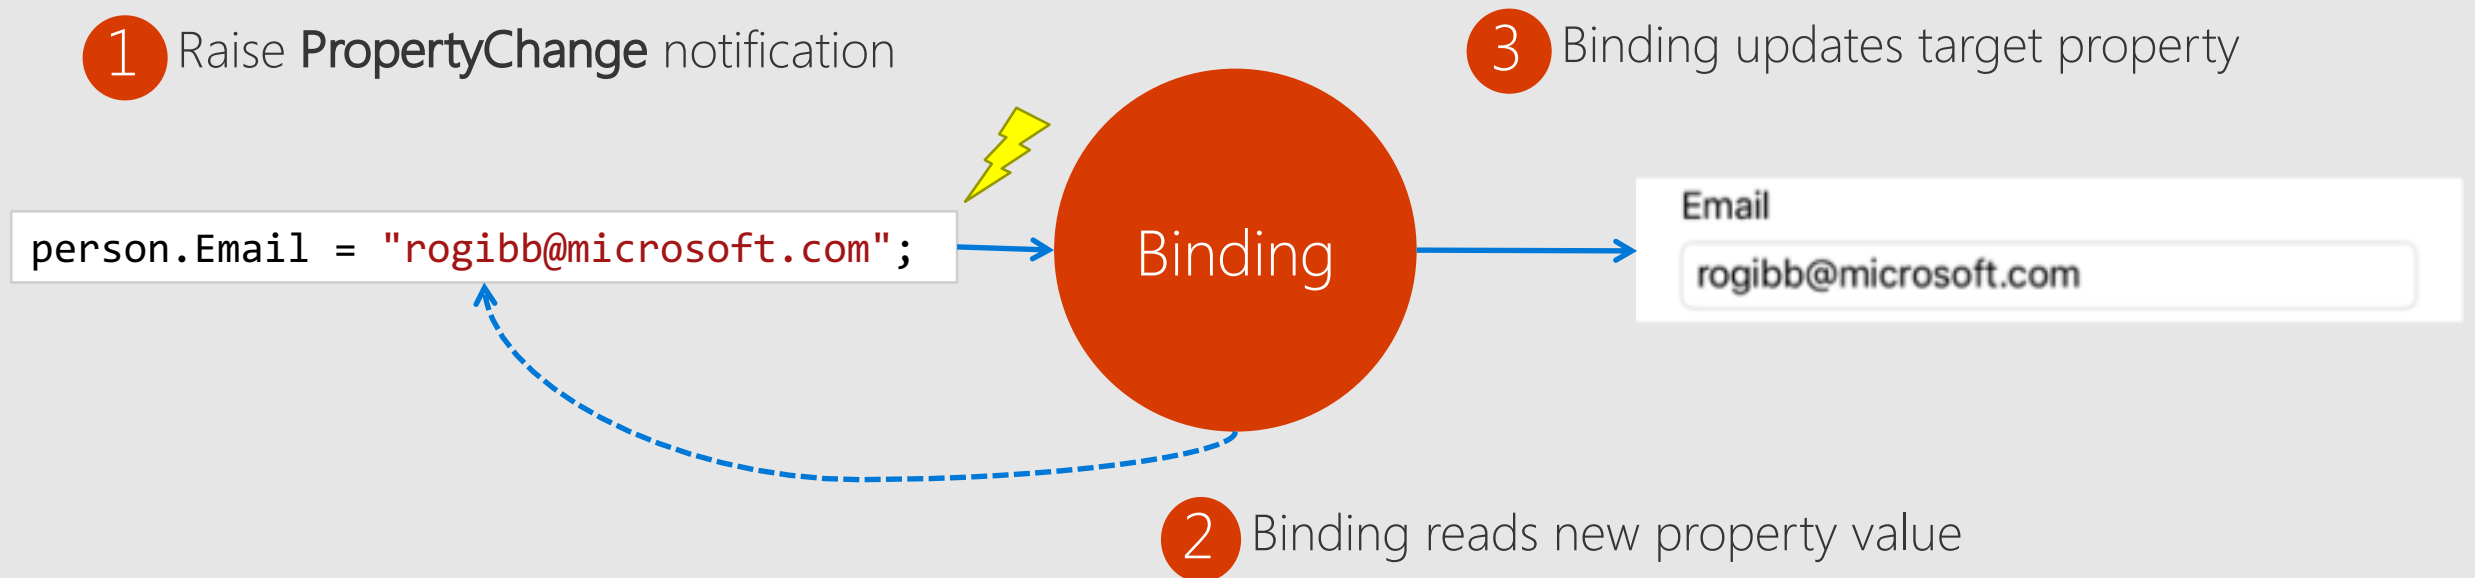 1 Raise PropertyChange notification
3 Binding updates target property
person.Email = "rogibb@microsoft.com";
Binding
Email
rogibb@microsoft.com
2 Binding reads new property value